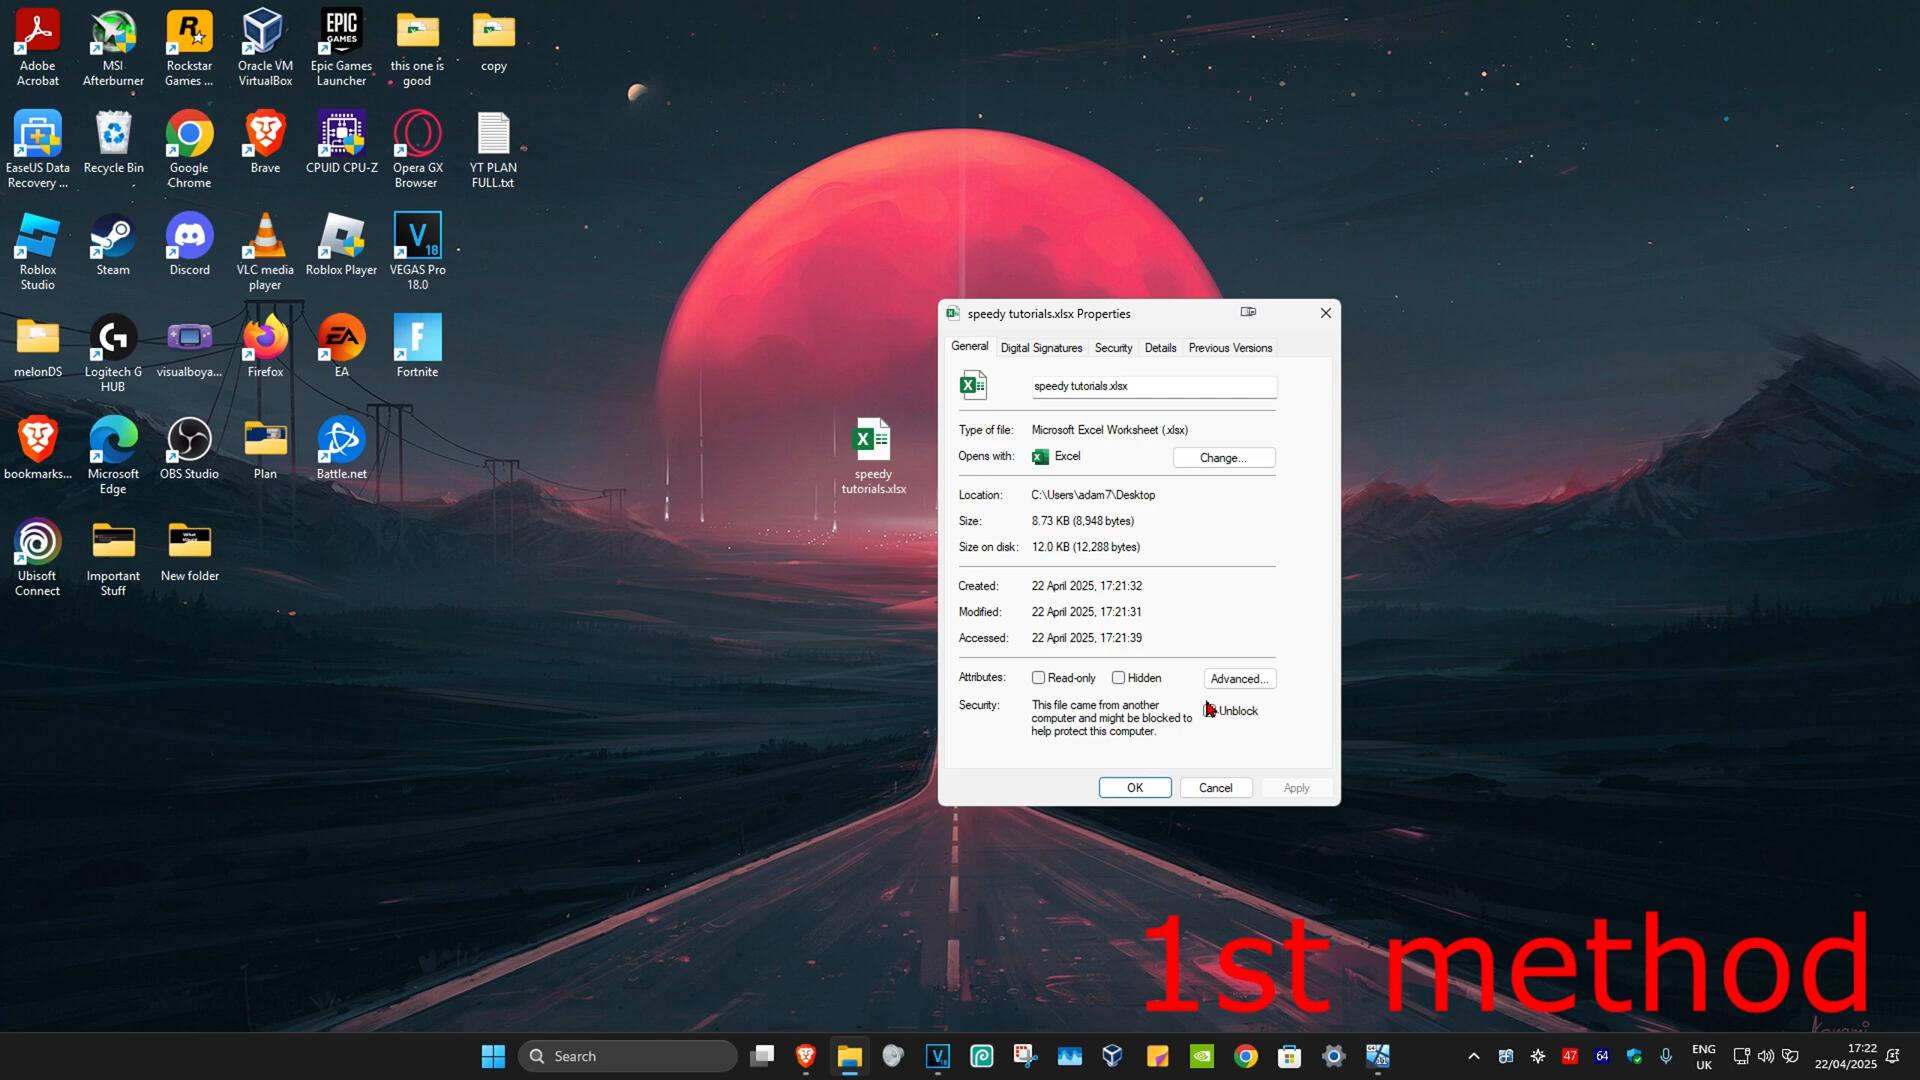 Adobe
Acrobat
MSI
Afterburner
Rockstar
Games ...
Oracle VM
VirtualBox
EPIC
GAMES
Epic Games
Launcher
this one is
good
copy
EaseUS Data
Recovery ...
Recycle Bin
Google
Chrome
Brave
CPUID CPU-Z
Opera GX
Browser
YT PLAN
FULL.txt
Roblox
Studio
Steam
Discord
VLC media
player
Roblox Player
V
18
VEGAS Pro
18.0
melonDS
Logitech G
HUB
visualboya...
Firefox
EA
EA
Fortnite
bookmarks...
Microsoft
Edge
OBS Studio
Plan
Battle.net
Ubisoft
Connect
Important
Stuff
New folder
speedy
tutorials.xlsx
speedy tutorials.xlsx Properties
General Digital Signatures Security Details Previous Versions
speedy tutorials.xlsx
Type of file: Microsoft Excel Worksheet (.xlsx)
Opens with: Excel Change...
Location: C:\Users\adam7\Desktop
Size: 8.73 KB (8,948 bytes)
Size on disk: 12.0 KB (12,288 bytes)
Created: 22 April 2025, 17:21:32
Modified: 22 April 2025, 17:21:31
Accessed: 22 April 2025, 17:21:39
Attributes: Read-only Hidden Advanced...
Security: This file came from another
computer and might be blocked to
help protect this computer.
Unblock
OK Cancel Apply
1st method
Search
47
64
ENG
UK
17:22
22/04/2025